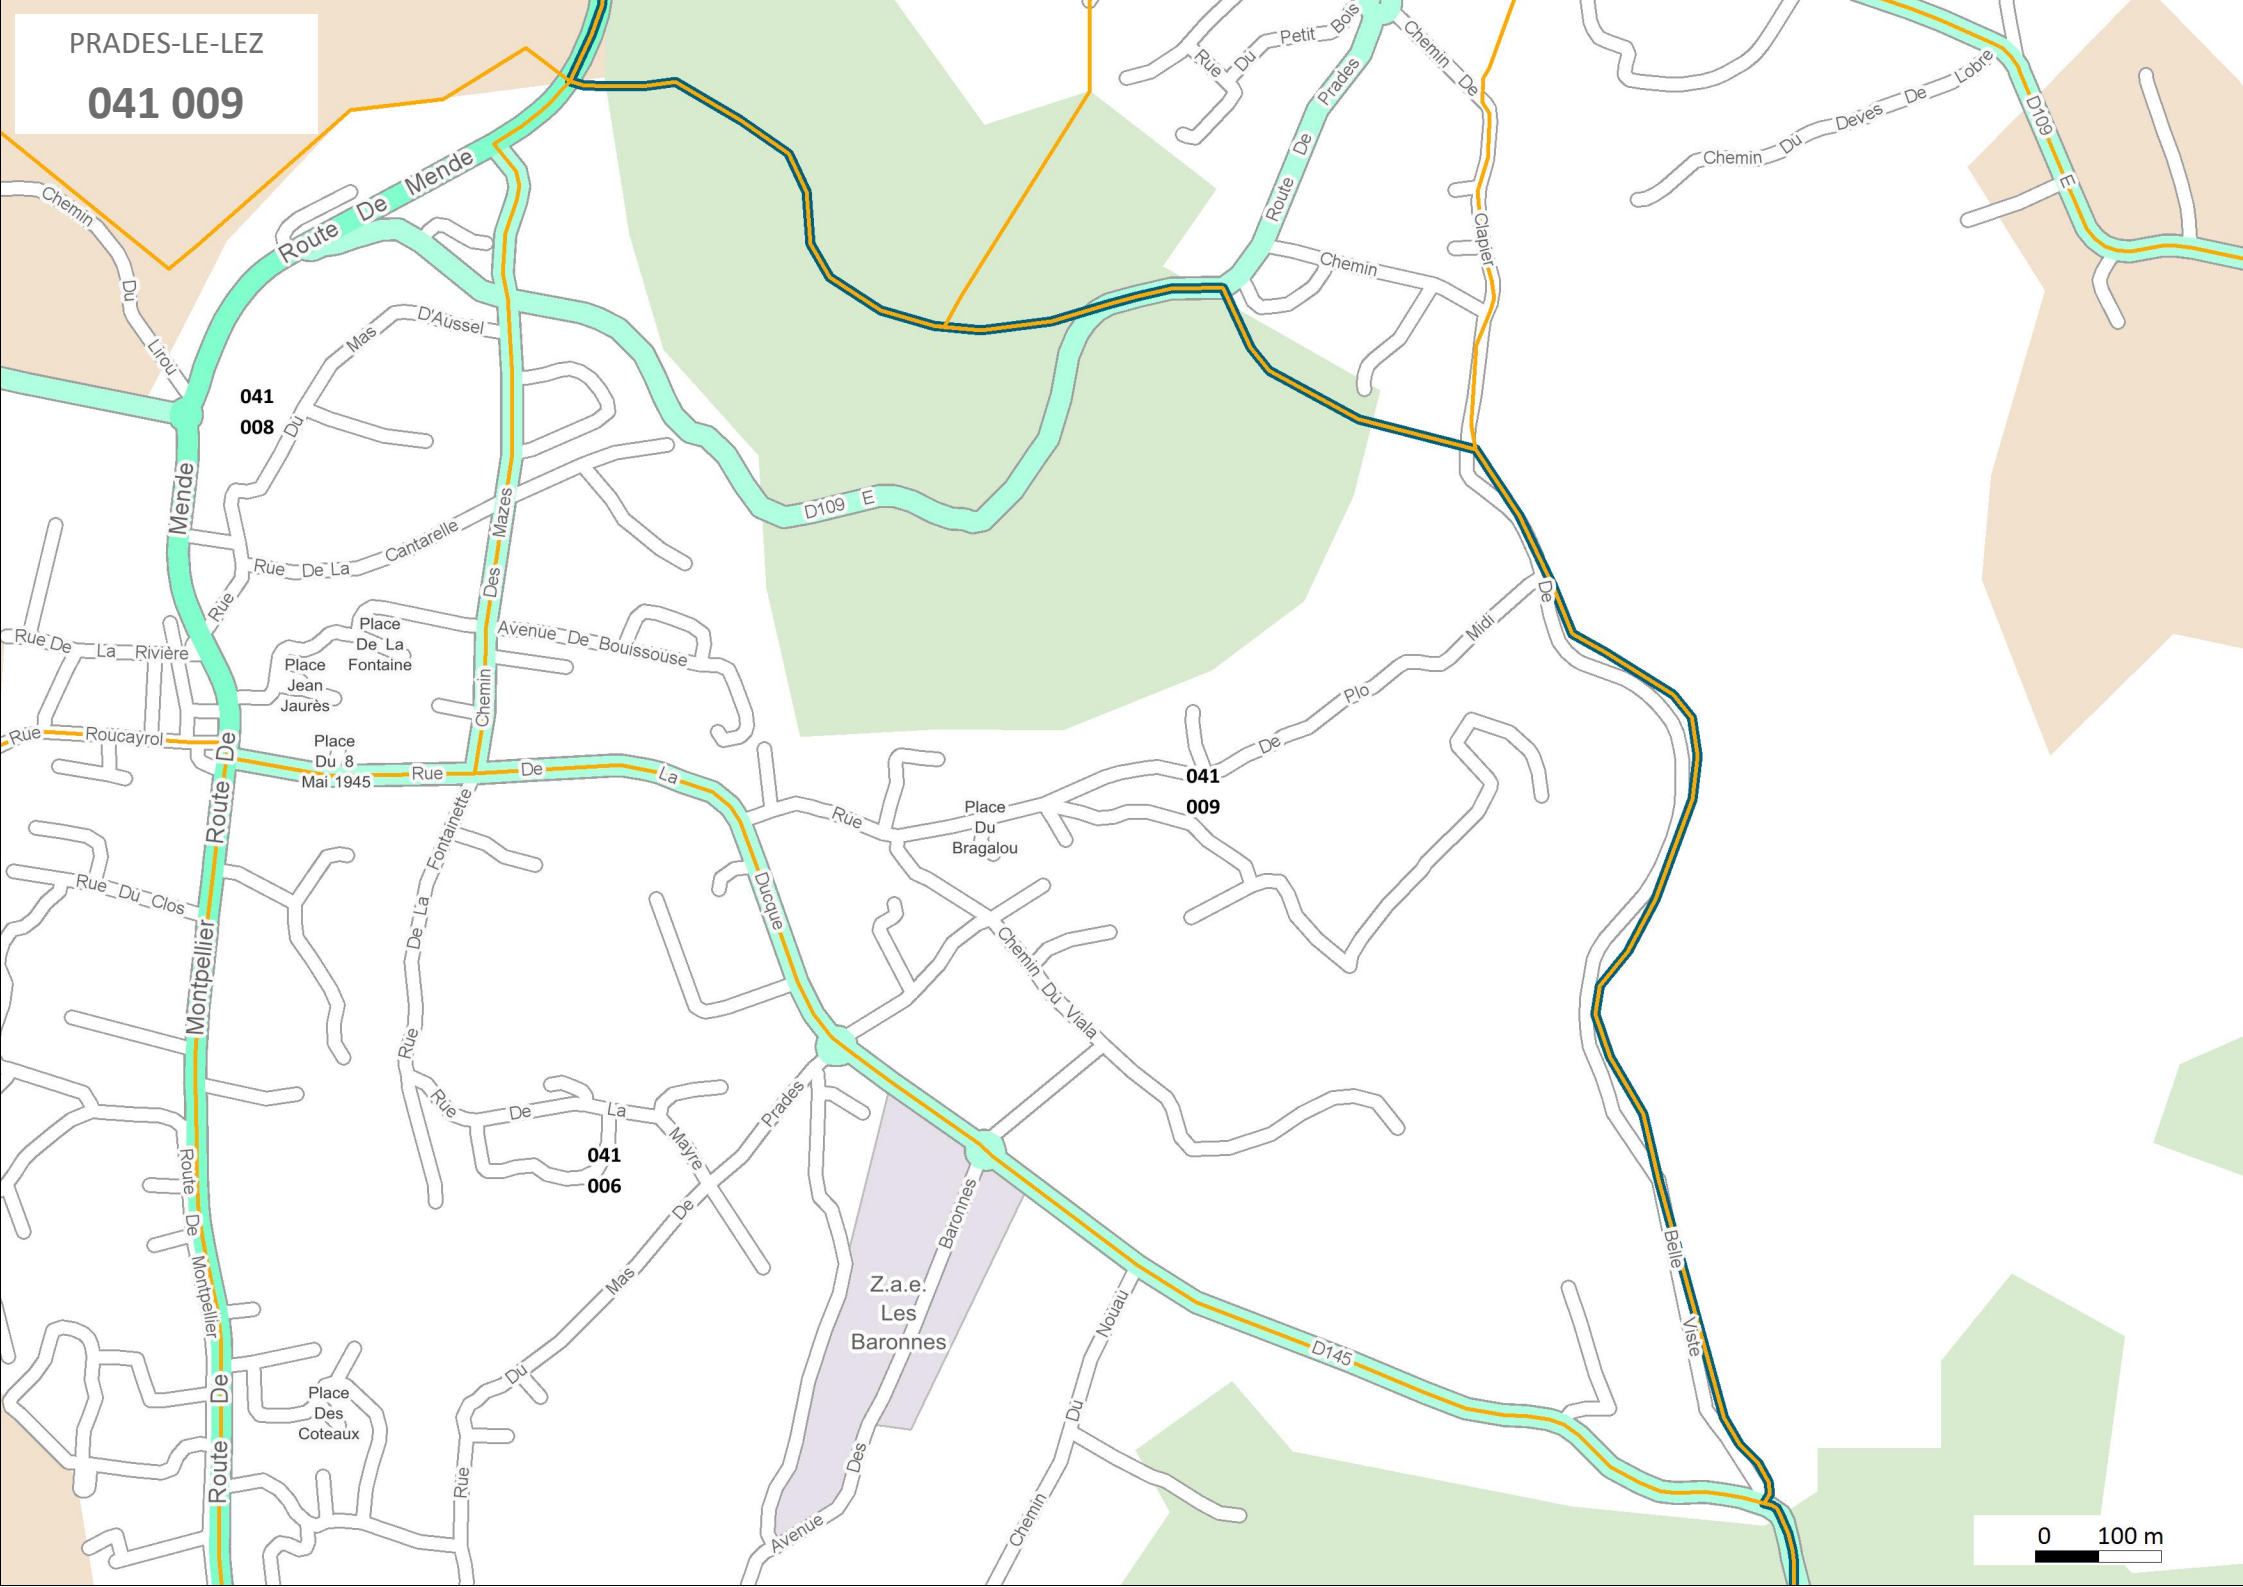 PRADES-LE-LEZ
041 009
Chemin Du Lirou
Route De Mende
Rue Du Petit Bois
Route De Prades
Chemin De Clapier
Chemin Du Deves De Lobre
D109 E
Chemin
Mas D'Aussel
Du
041
008
Mende
Rue De La Cantarelle
Rue
Chemin Des Mazes
D109 E
Rue De La Rivière
Place
De La
Fontaine
Place
Jean
Jaurès
Avenue De Bouissouse
Rue Roucayrol
Route De
Place
Du 8
Mai 1945
Rue De La Ducque
Rue De Plo Midi
De
041
009
Place
Du
Bragalou
Rue De La Fontainette
Rue Du Clos
Route De Montpellier
Chemin Du Viala
Rue De La Mayre
041
006
Rue Du Mas De Prades
Route De Montpellier
Avenue Des Baronnes
Z.a.e.
Les
Baronnes
Chemin Du Nouau
D145
Belle Viste
Place
Des
Coteaux
Route De
0 100 m